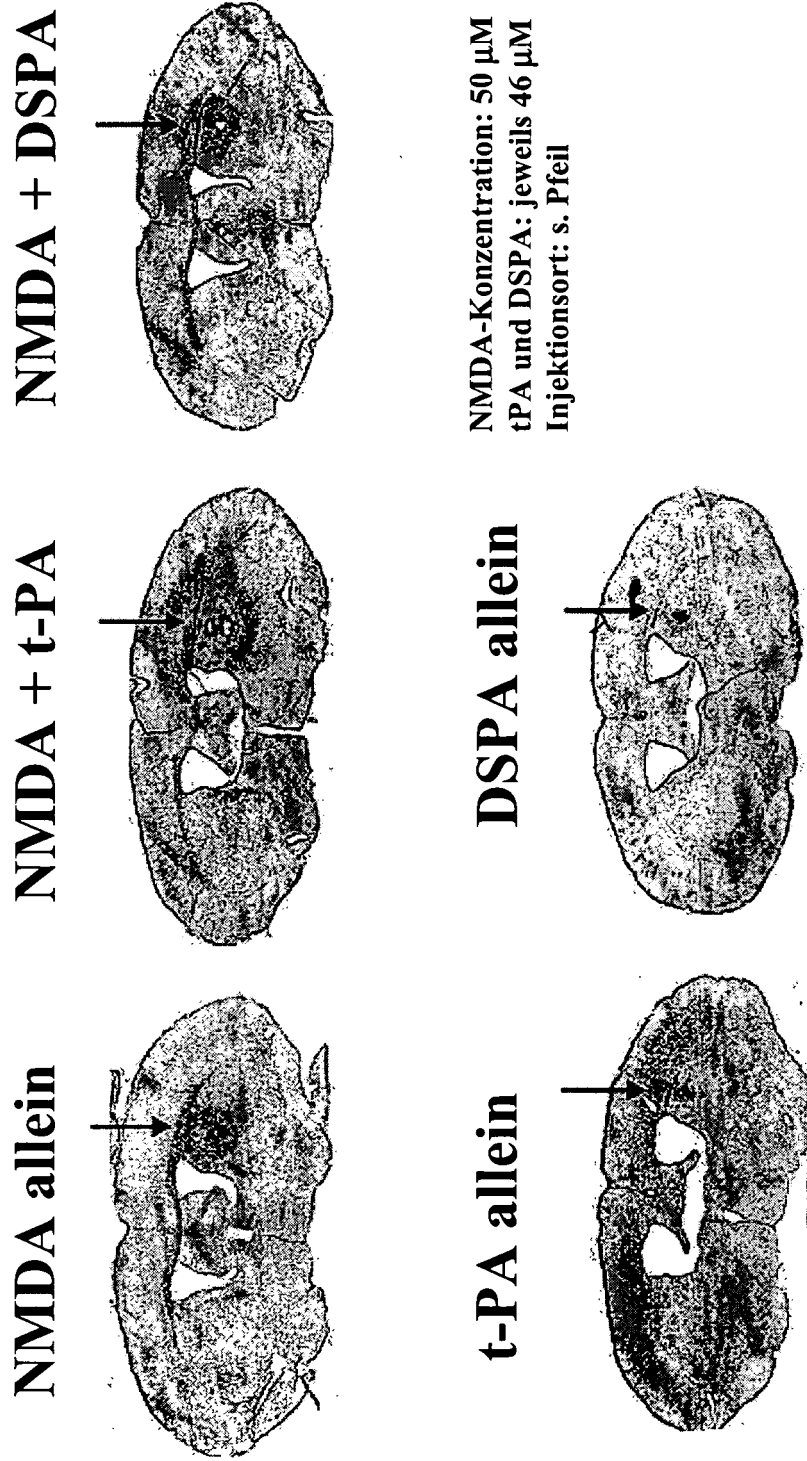 NMDA allein
NMDA + t-PA
NMDA + DSPA
t-PA allein
DSPA allein
NMDA-Konzentration: 50 µM
tPA und DSPA: jeweils 46 µM
Injektionsort: s. Pfeil